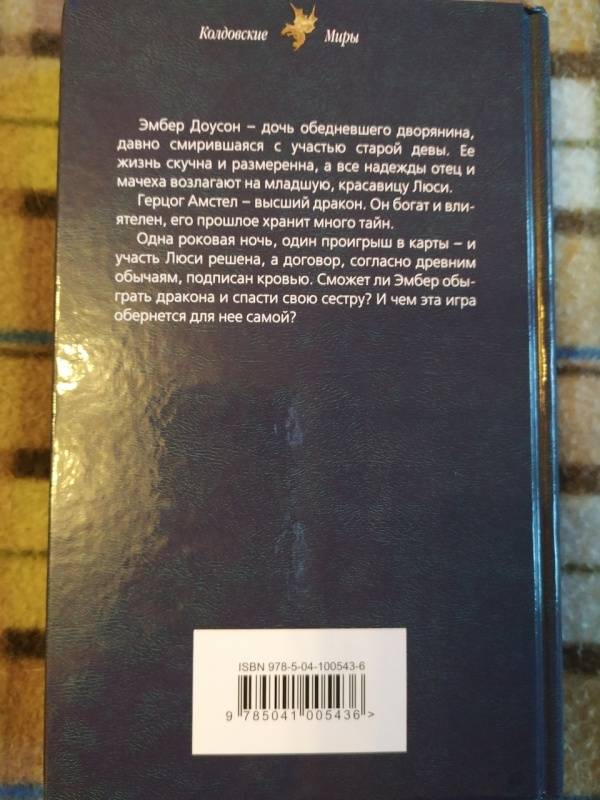 Колдовские Миры
Эмбер Доусон – дочь обедневшего дворянина,
давно смирившаяся с участью старой девы. Ее
жизнь скучна и размеренна, а все надежды отец и
мачеха возлагают на младшую, красавицу Люси.
Герцог Амстел – высший дракон. Он богат и вли-
ятелен, его прошлое хранит много тайн.
Одна роковая ночь, один проигрыш в карты – и
участь Люси решена, а договор, согласно древним
обычаям, подписан кровью. Сможет ли Эмбер обы-
грать дракона и спасти свою сестру? И чем эта игра
обернется для нее самой?
ISBN 978-5-04-100543-6
9 785041 005436 >